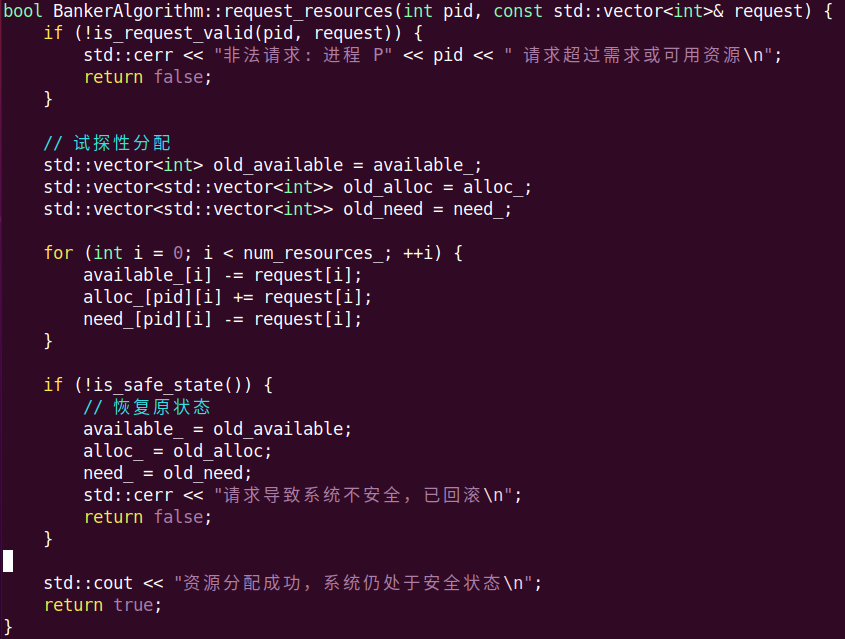 bool BankerAlgorithm::request_resources(int pid, const std::vector<int>& request) {
    if (!is_request_valid(pid, request)) {
        std::cerr << "非法请求: 进程 P" << pid << " 请求超过需求或可用资源\n";
        return false;
    }

    // 试探性分配
    std::vector<int> old_available = available_;
    std::vector<std::vector<int>> old_alloc = alloc_;
    std::vector<std::vector<int>> old_need = need_;

    for (int i = 0; i < num_resources_; ++i) {
        available_[i] -= request[i];
        alloc_[pid][i] += request[i];
        need_[pid][i] -= request[i];
    }

    if (!is_safe_state()) {
        // 恢复原状态
        available_ = old_available;
        alloc_ = old_alloc;
        need_ = old_need;
        std::cerr << "请求导致系统不安全，已回滚\n";
        return false;
    }

    std::cout << "资源分配成功，系统仍处于安全状态\n";
    return true;
}